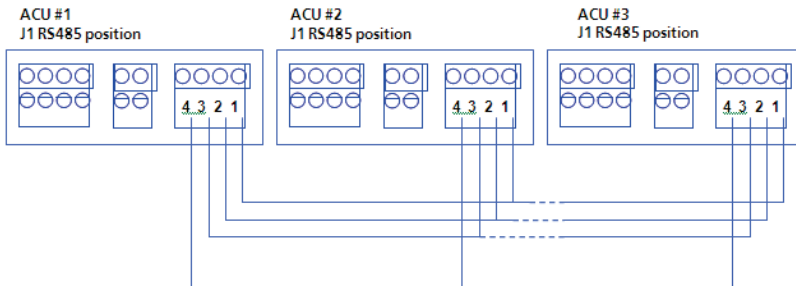 ACU #1
J1 RS485 position
ACU #2
J1 RS485 position
ACU #3
J1 RS485 position
4 3 2 1
4 3 2 1
4 3 2 1